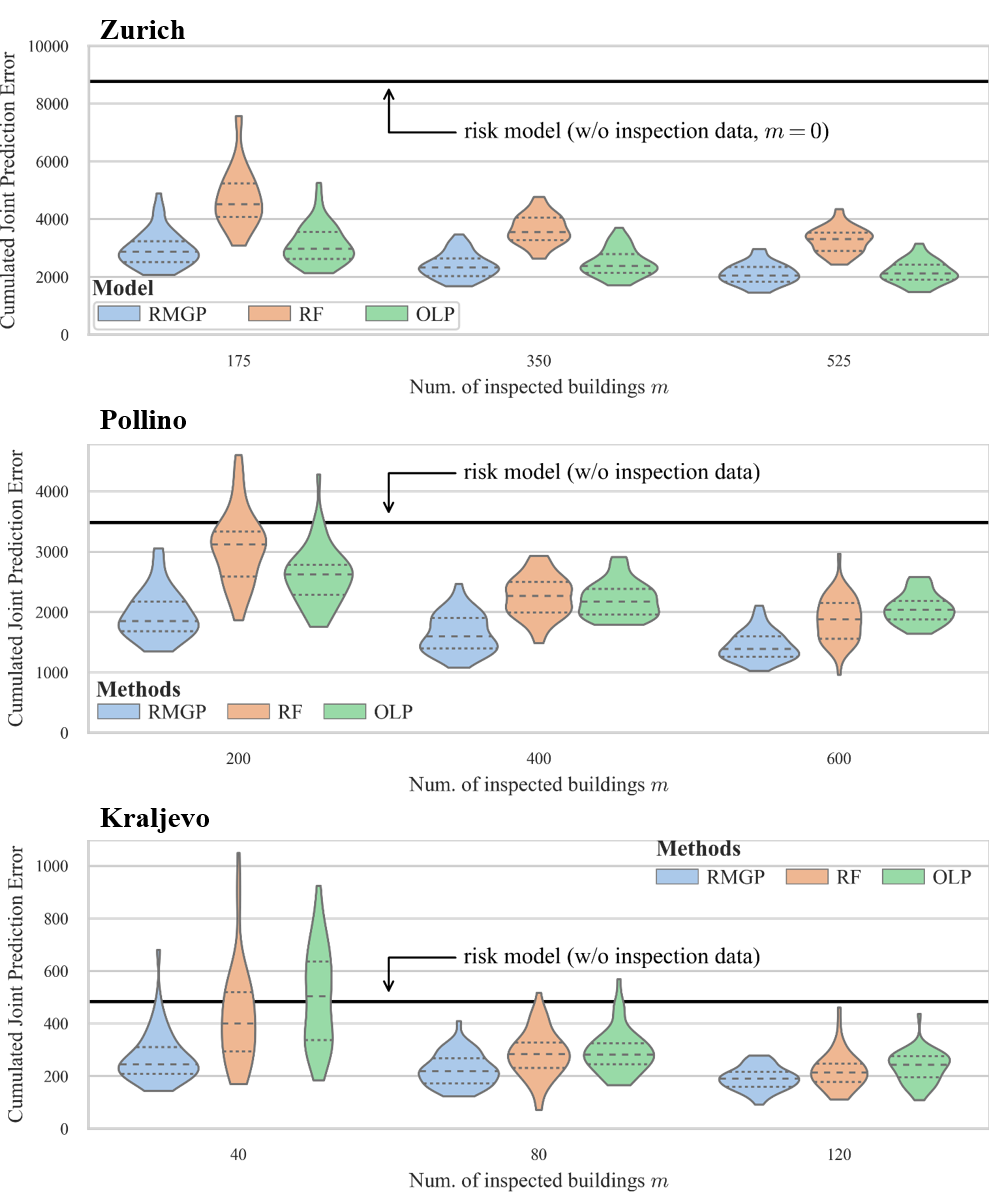 Zurich
Cumulated Joint Prediction Error
10000
8000
6000
4000
2000
0
risk model (w/o inspection data, m = 0)
Model
RMGP
RF
OLP
175
350
525
Num. of inspected buildings m
Pollino
Cumulated Joint Prediction Error
4000
3000
2000
1000
0
risk model (w/o inspection data)
Methods
RMGP
RF
OLP
200
400
600
Num. of inspected buildings m
Kraljevo
Cumulated Joint Prediction Error
1000
800
600
400
200
0
Methods
RMGP
RF
OLP
risk model (w/o inspection data)
40
80
120
Num. of inspected buildings m